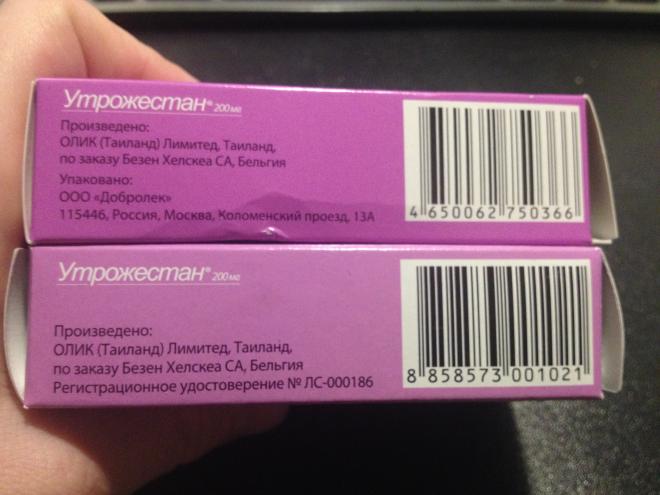 Утрожестан® 200 мг
Произведено:
ОЛИК (Таиланд) Лимитед, Таиланд,
по заказу Безен Хелскеа СА, Бельгия
Упаковано:
ООО «Добролек»
115446, Россия, Москва, Коломенский проезд, 13А
4 650062 750366
Утрожестан® 200 мг
Произведено:
ОЛИК (Таиланд) Лимитед, Таиланд,
по заказу Безен Хелскеа СА, Бельгия
Регистрационное удостоверение № ЛС-000186
8 858573 001021